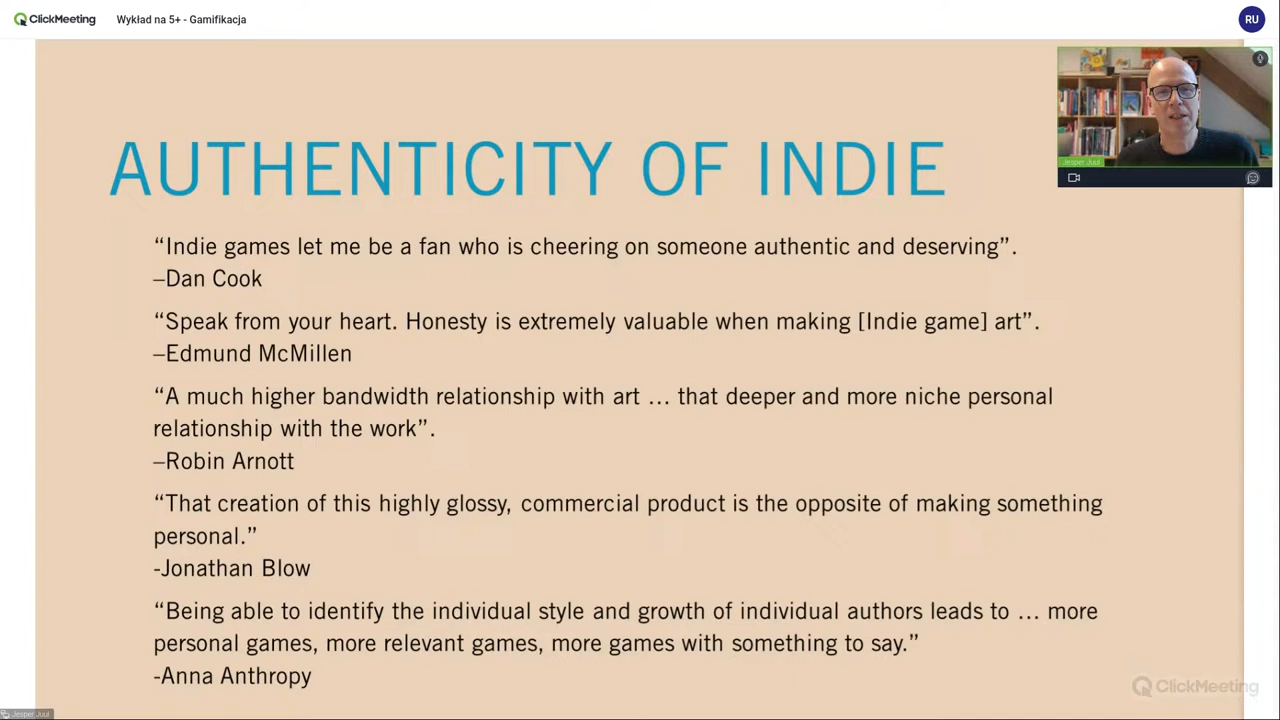 ClickMeeting
Wykład na 5+ - Gamifikacja
RU
AUTHENTICITY OF INDIE
Jesper Juul
“Indie games let me be a fan who is cheering on someone authentic and deserving”.
–Dan Cook
“Speak from your heart. Honesty is extremely valuable when making [Indie game] art”.
–Edmund McMillen
“A much higher bandwidth relationship with art … that deeper and more niche personal
relationship with the work”.
–Robin Arnott
“That creation of this highly glossy, commercial product is the opposite of making something
personal.”
-Jonathan Blow
“Being able to identify the individual style and growth of individual authors leads to … more
personal games, more relevant games, more games with something to say.”
-Anna Anthropy
ClickMeeting
Jesper Juul